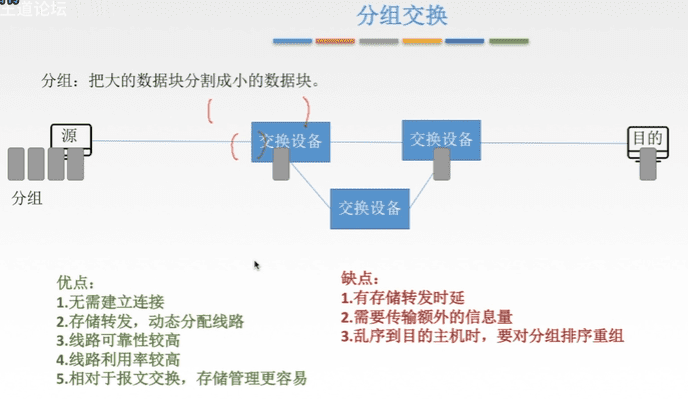 王道论坛
分组交换
分组：把大的数据块分割成小的数据块。
源
交换设备
交换设备
目的
分组
交换设备
优点：
1.无需建立连接
2.存储转发，动态分配线路
3.线路可靠性较高
4.线路利用率较高
5.相对于报文交换，存储管理更容易
缺点：
1.有存储转发时延
2.需要传输额外的信息量
3.乱序到目的主机时，要对分组排序重组